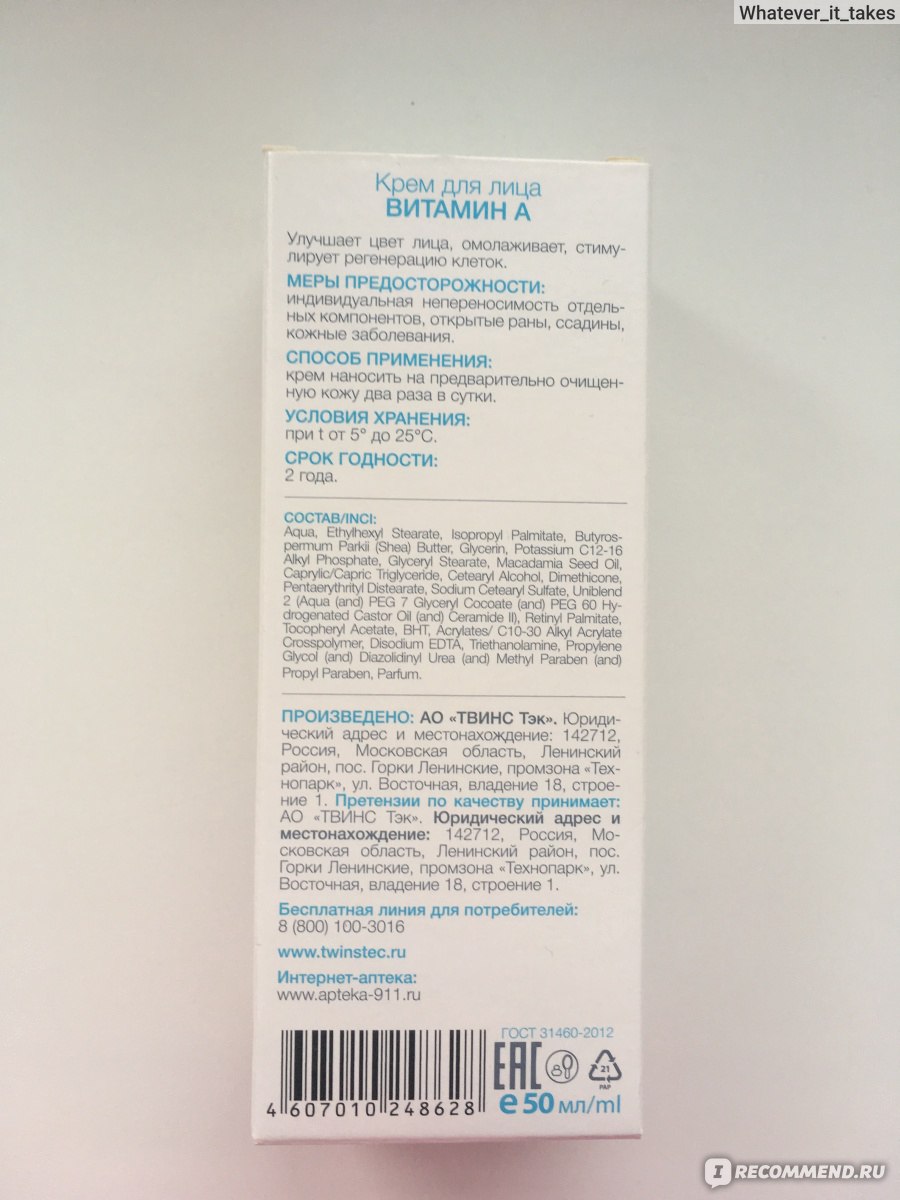 Whatever_it_takes
Крем для лица
ВИТАМИН А
Улучшает цвет лица, омолаживает, стиму-
лирует регенерацию клеток.
МЕРЫ ПРЕДОСТОРОЖНОСТИ:
индивидуальная непереносимость отдель-
ных компонентов, открытые раны, ссадины,
кожные заболевания.
СПОСОБ ПРИМЕНЕНИЯ:
крем наносить на предварительно очищен-
ную кожу два раза в сутки.
УСЛОВИЯ ХРАНЕНИЯ:
при t от 5° до 25°С.
СРОК ГОДНОСТИ:
2 года.
СОСТАВ/INCI:
Aqua, Ethylhexyl Stearate, Isopropyl Palmitate, Butyros-
permum Parkii (Shea) Butter, Glycerin, Potassium C12-16
Alkyl Phosphate, Glyceryl Stearate, Macadamia Seed Oil,
Caprylic/Capric Triglyceride, Cetearyl Alcohol, Dimethicone,
Pentaerythrityl Distearate, Sodium Cetearyl Sulfate, Uniblend
2 (Aqua (and) PEG 7 Glyceryl Cocoate (and) PEG 60 Hy-
drogenated Castor Oil (and) Ceramide II), Retinyl Palmitate,
Tocopheryl Acetate, BHT, Acrylates/ C10-30 Alkyl Acrylate
Crosspolymer, Disodium EDTA, Triethanolamine, Propylene
Glycol (and) Diazolidinyl Urea (and) Methyl Paraben (and)
Propyl Paraben, Parfum.
ПРОИЗВЕДЕНО: АО «ТВИНС Тэк». Юриди-
ческий адрес и местонахождение: 142712,
Россия, Московская область, Ленинский
район, пос. Горки Ленинские, промзона «Тех-
нопарк», ул. Восточная, владение 18, строе-
ние 1. Претензии по качеству принимает:
АО «ТВИНС Тэк». Юридический адрес и
местонахождение: 142712, Россия, Мо-
сковская область, Ленинский район, пос.
Горки Ленинские, промзона «Технопарк», ул.
Восточная, владение 18, строение 1.
Бесплатная линия для потребителей:
8 (800) 100-3016
www.twinstec.ru
Интернет-аптека:
www.apteka-911.ru
ГОСТ 31460-2012
EAC
21
PAP
4 607010 248628
e 50 мл/ml
I RECOMMEND.RU